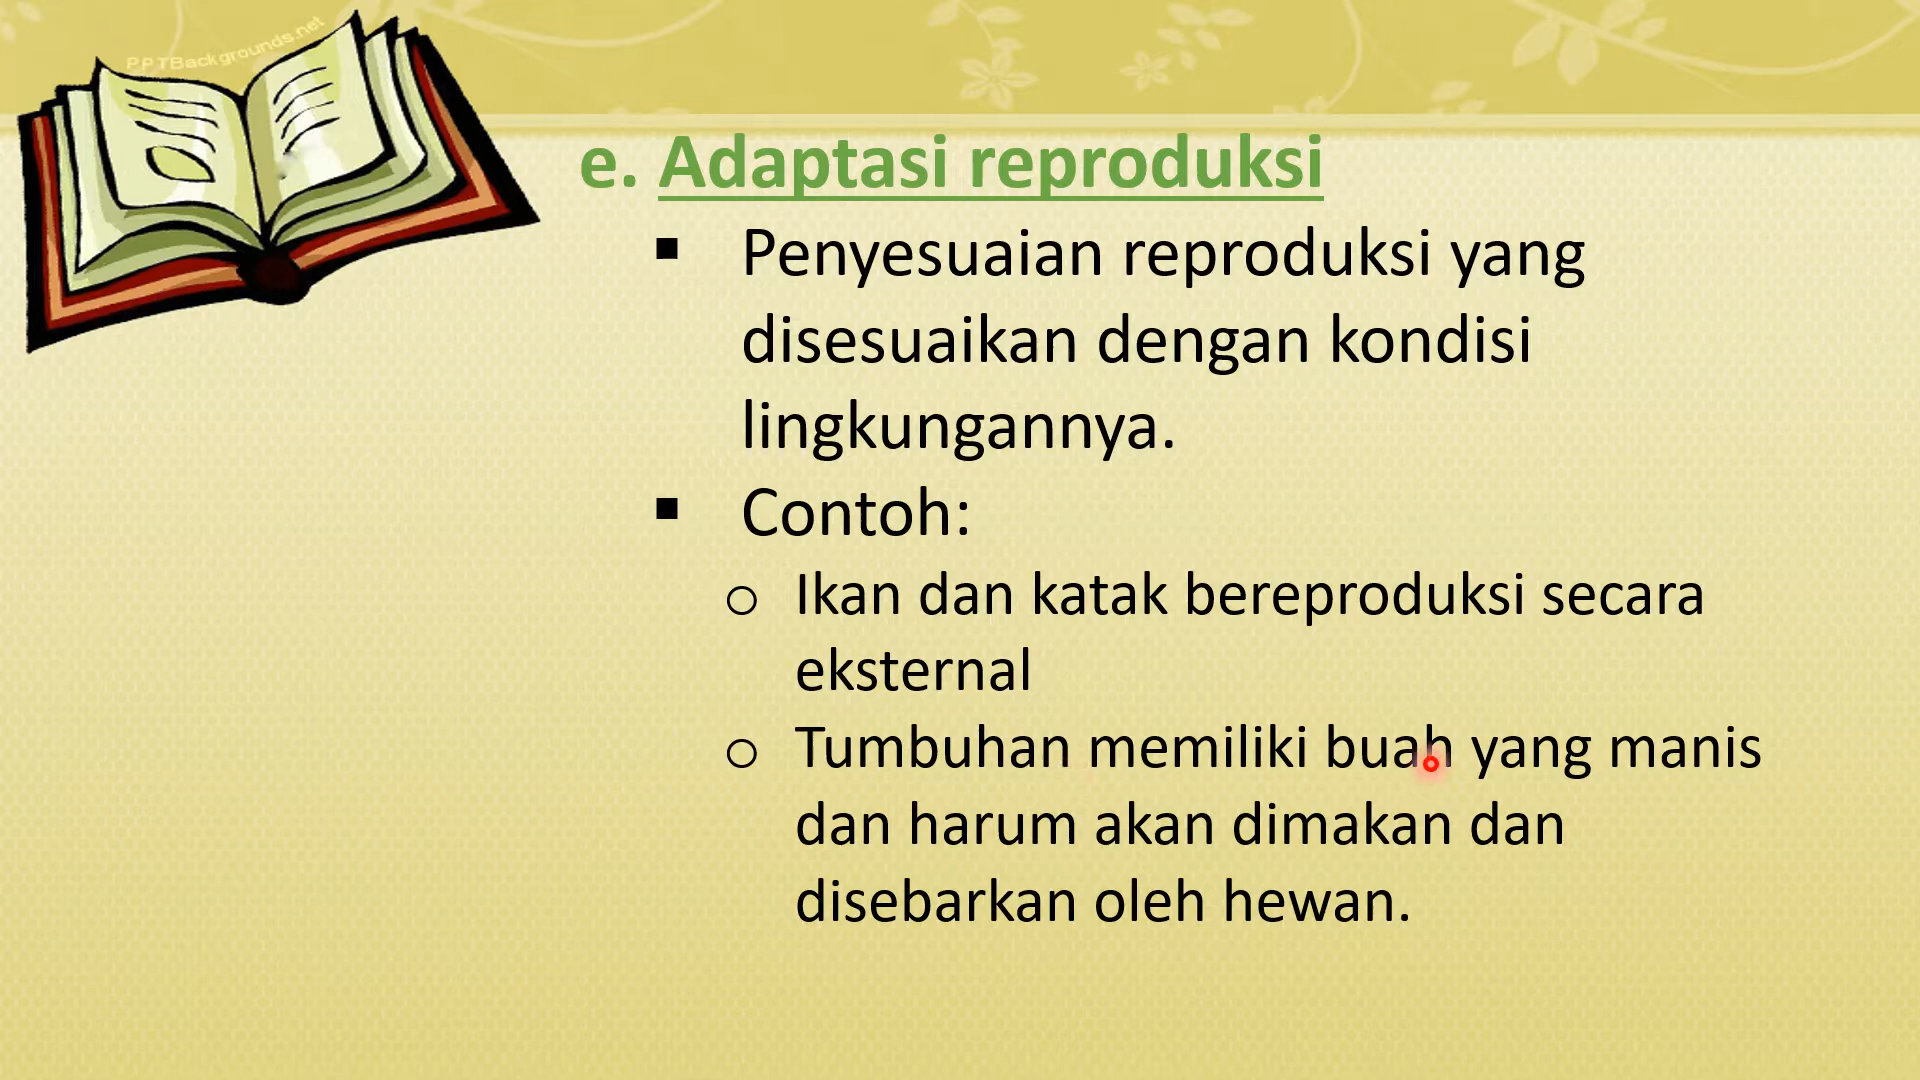 PPTBackgrounds.net
e. Adaptasi reproduksi
▪ Penyesuaian reproduksi yang
disesuaikan dengan kondisi
lingkungannya.
▪ Contoh:
o Ikan dan katak bereproduksi secara
eksternal
o Tumbuhan memiliki buah yang manis
dan harum akan dimakan dan
disebarkan oleh hewan.